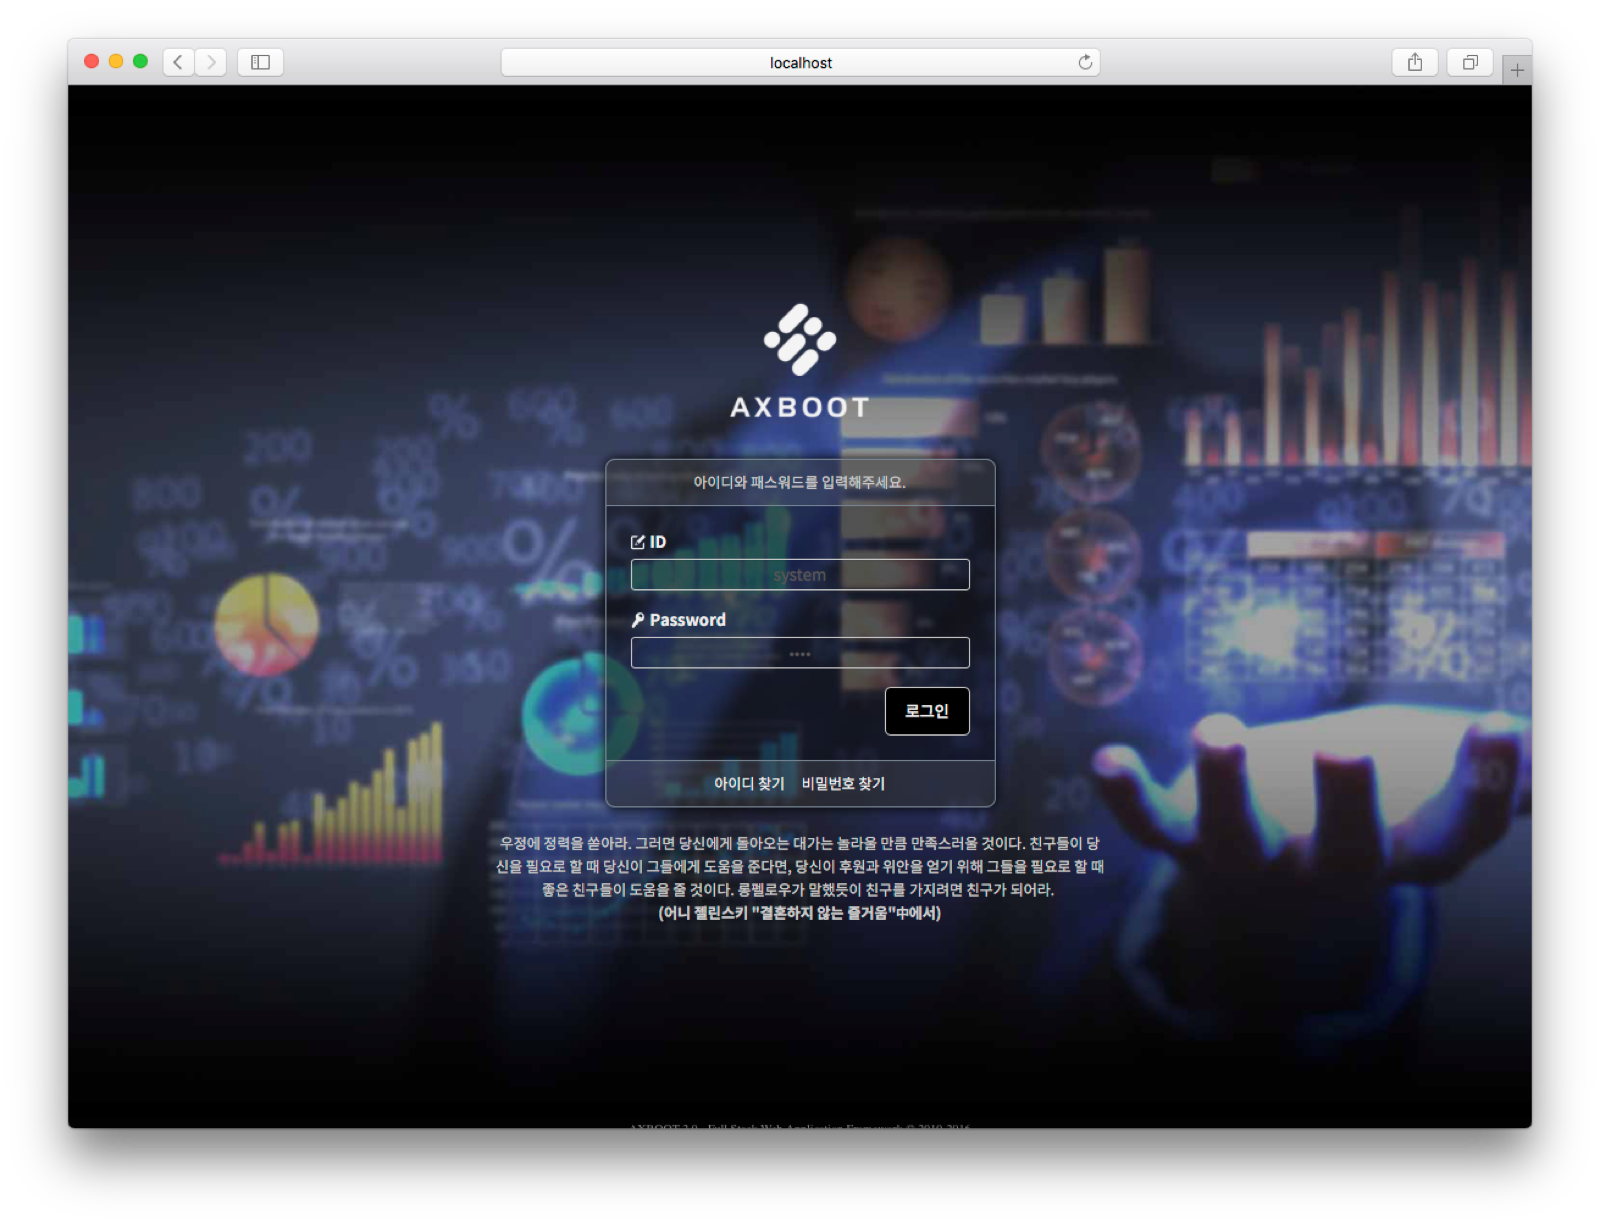 localhost
AXBOOT
아이디와 패스워드를 입력해주세요.
ID
system
Password
로그인
아이디 찾기 비밀번호 찾기
우정에 정력을 쏟아라. 그러면 당신에게 돌아오는 대가는 놀라울 만큼 만족스러울 것이다. 친구들이 당
신을 필요로 할 때 당신이 그들에게 도움을 준다면, 당신이 후원과 위안을 얻기 위해 그들을 필요로 할 때
좋은 친구들이 도움을 줄 것이다. 롱펠로우가 말했듯이 친구를 가지려면 친구가 되어라.
(어니 젤린스키 "결혼하지 않는 즐거움"中에서)